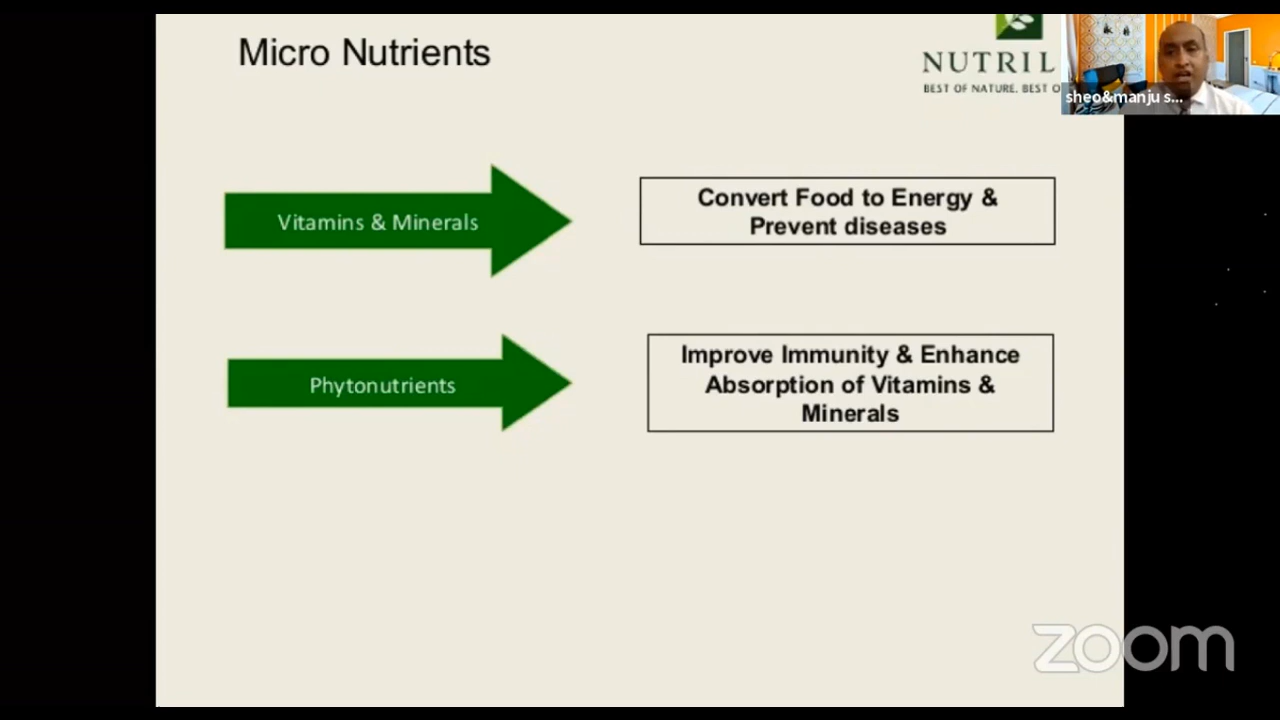 Micro Nutrients
NUTRIL
BEST OF NATURE. BEST O
sheo&manju s...
Vitamins & Minerals
Convert Food to Energy &
Prevent diseases
Phytonutrients
Improve Immunity & Enhance
Absorption of Vitamins &
Minerals
zoom